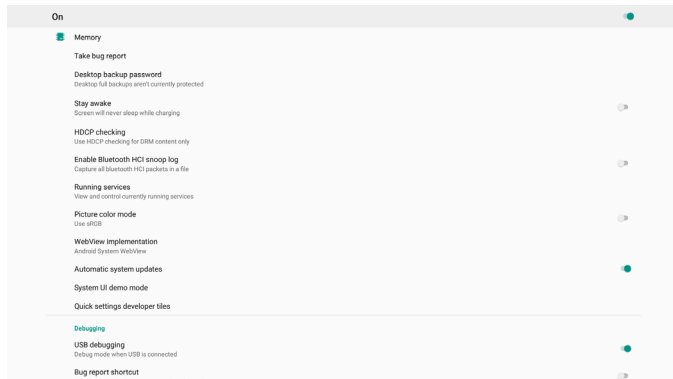 On
Memory
Take bug report
Desktop backup password
Desktop full backups aren't currently protected
Stay awake
Screen will never sleep while charging
HDCP checking
Use HDCP checking for DRM content only
Enable Bluetooth HCI snoop log
Capture all bluetooth HCI packets in a file
Running services
View and control currently running services
Picture color mode
Use sRGB
WebView implementation
Android System WebView
Automatic system updates
System UI demo mode
Quick settings developer tiles
Debugging
USB debugging
Debug mode when USB is connected
Bug report shortcut